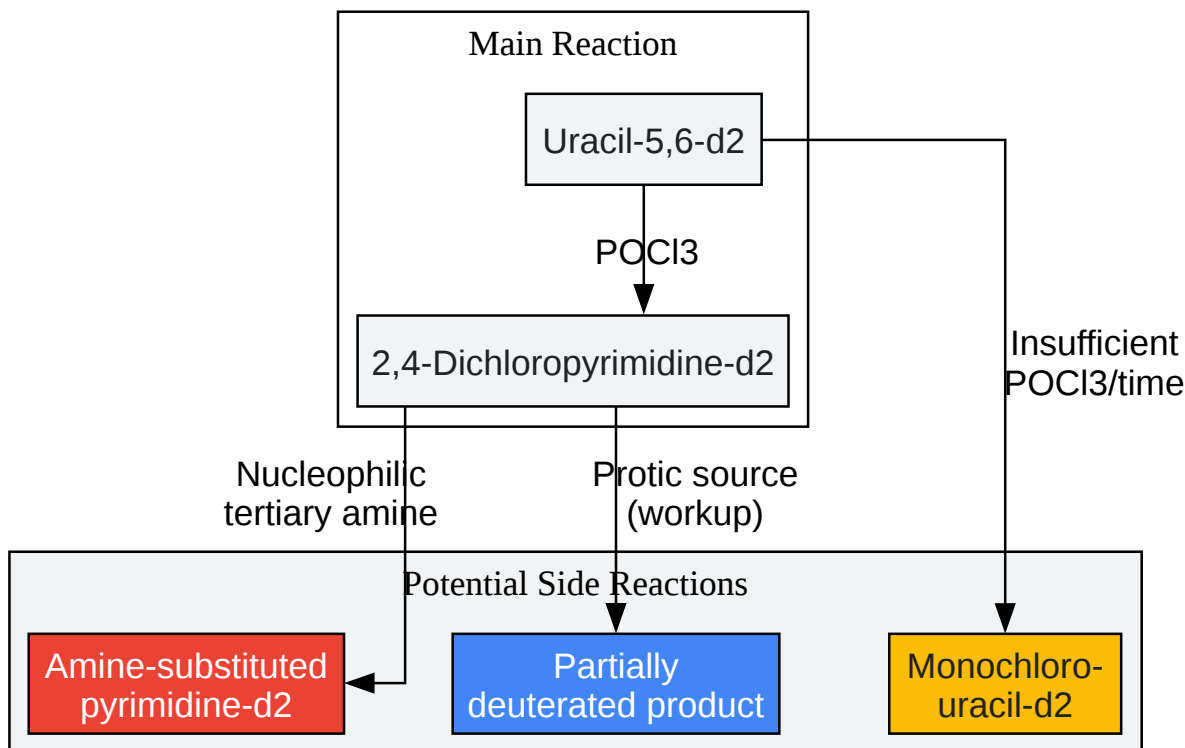 Main Reaction
Uracil-5,6-d2
POCl3
2,4-Dichloropyrimidine-d2
Insufficient
POCl3/time
Nucleophilic
tertiary amine
Protic source
(workup)
Potential Side Reactions
Amine-substituted
pyrimidine-d2
Partially
deuterated product
Monochloro-
uracil-d2